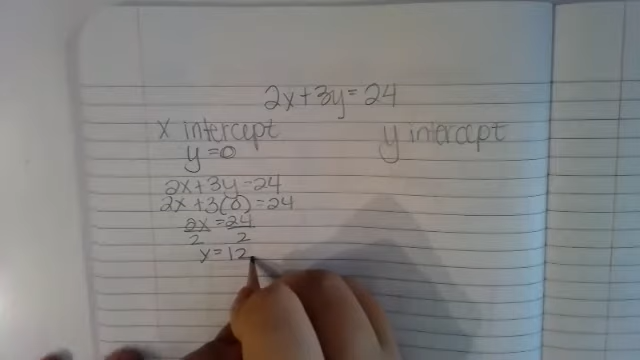 2x+3y=24
x intercept
y intercept
y=0
2x+3y=24
2x+3(0)=24
2x=24
2 2
x=12